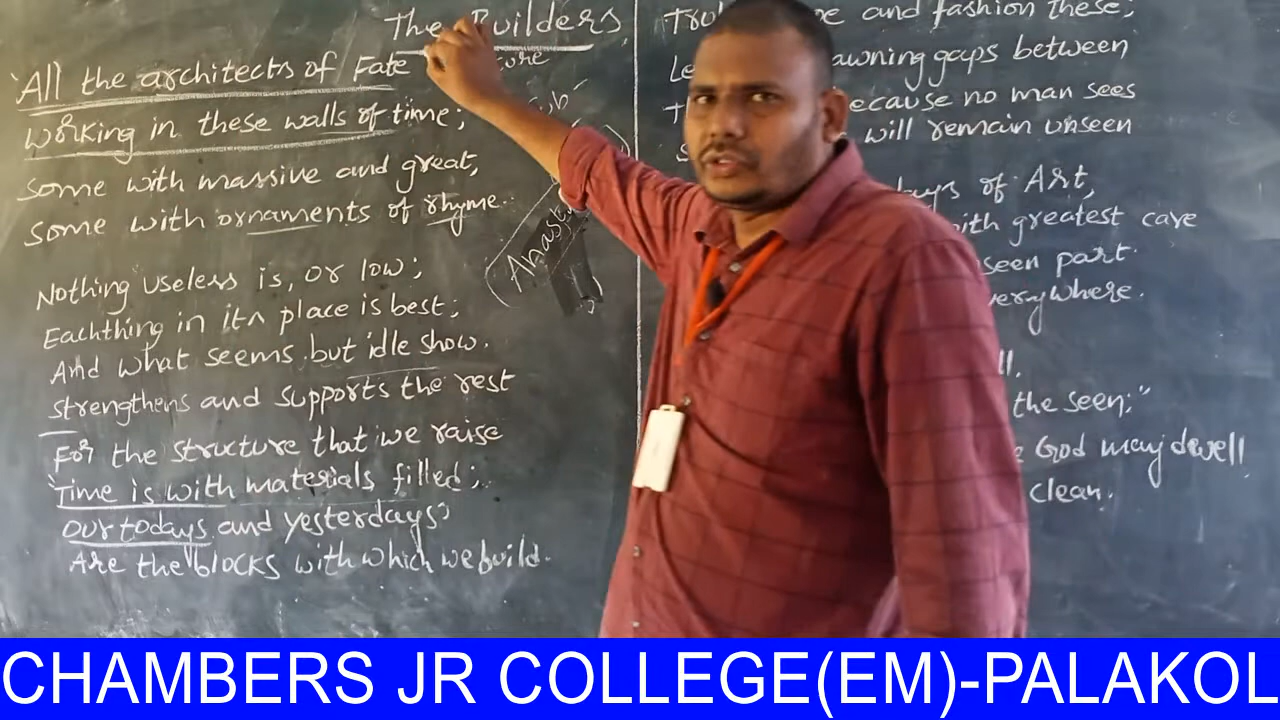 The Builders
All the architects of Fate
working in these walls of time;
some with massive and great,
some with ornaments of rhyme.
Nothing useless is, or low;
Eachthing in its place is best;
And what seems but idle show.
strengthens and supports the rest
For the structure that we raise
Time is with materials filled;
our todays and yesterdays;
Are the blocks with which we build.
and fashion these;
gaps between
because no man sees
will remain unseen
days of Art,
with greatest care
seen part.
everywhere.
the seen;"
God may dwell
clean.
CHAMBERS JR COLLEGE(EM)-PALAKOL